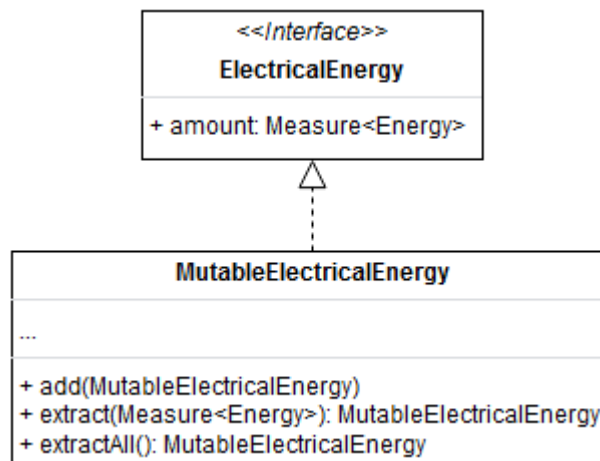 <<Interface>>
ElectricalEnergy
+ amount: Measure<Energy>
MutableElectricalEnergy
...
+ add(MutableElectricalEnergy)
+ extract(Measure<Energy>): MutableElectricalEnergy
+ extractAll(): MutableElectricalEnergy